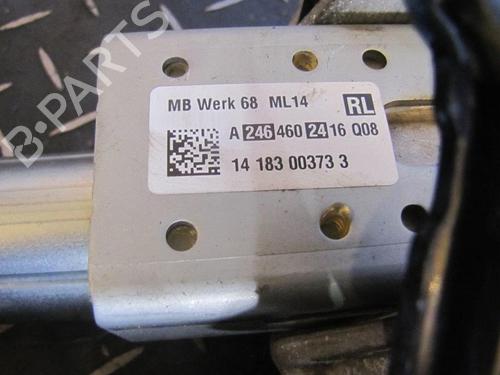 B-PARTS
MB Werk 68 ML14 RL
A 246 460 24 16 Q08
14 183 00373 3